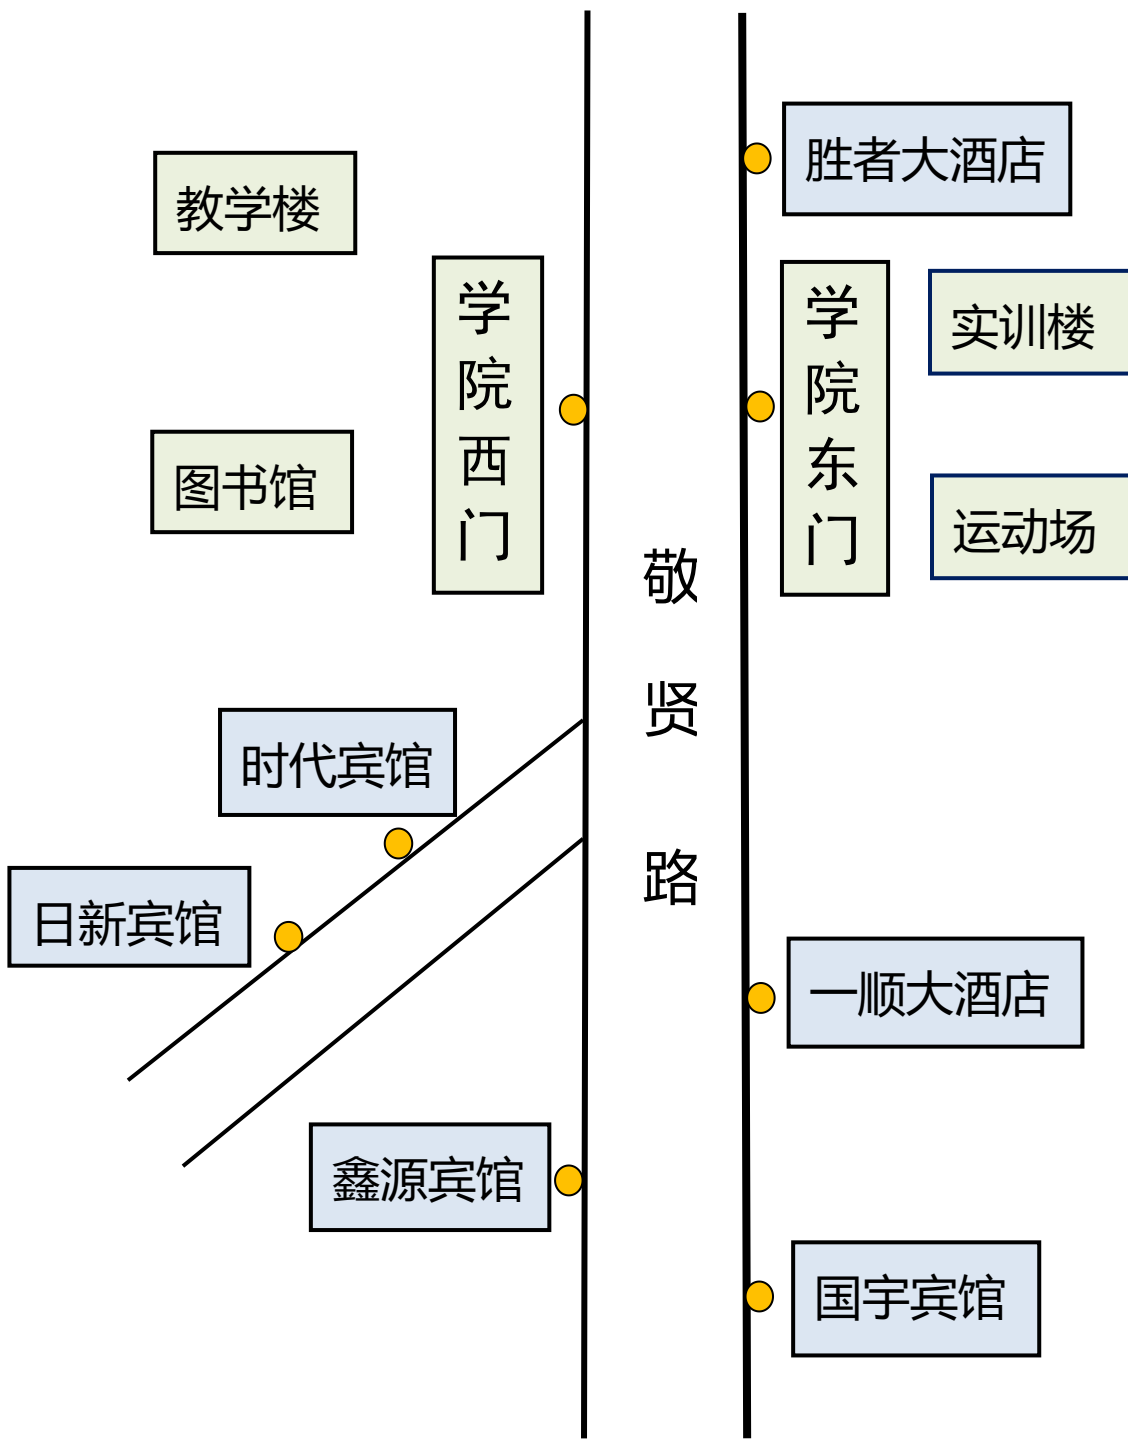 胜者大酒店
教学楼
学院西门
学院东门
实训楼
图书馆
运动场
敬贤路
时代宾馆
日新宾馆
一顺大酒店
鑫源宾馆
国宇宾馆